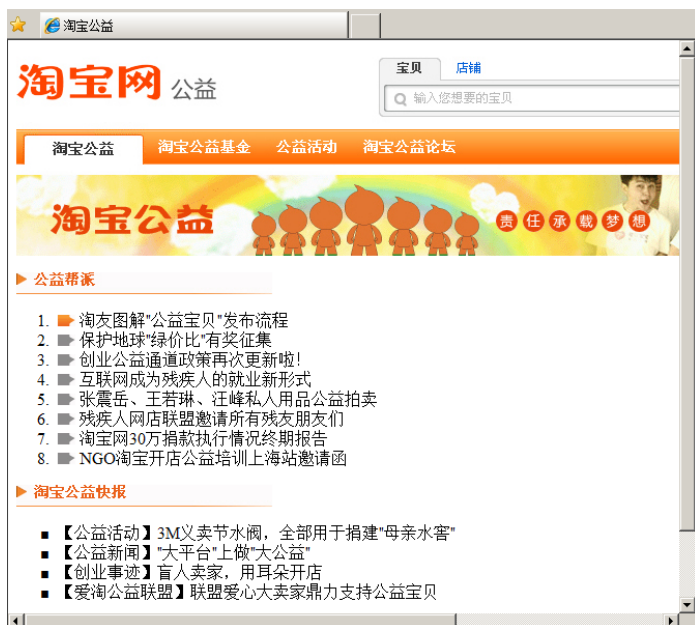 淘宝公益
淘宝网 公益
宝贝 店铺
输入您想要的宝贝
淘宝公益 淘宝公益基金 公益活动 淘宝公益论坛
淘宝公益 责任承载梦想
公益帮派
1. 淘友图解"公益宝贝"发布流程
2. 保护地球"绿价比"有奖征集
3. 创业公益通道政策再次更新啦！
4. 互联网成为残疾人的就业新形式
5. 张震岳、王若琳、汪峰私人用品公益拍卖
6. 残疾人网店联盟邀请所有残友朋友们
7. 淘宝网30万捐款执行情况终期报告
8. NGO淘宝开店公益培训上海站邀请函
淘宝公益快报
【公益活动】3M义卖节水阀，全部用于捐建"母亲水窖"
【公益新闻】"大平台"上做"大公益"
【创业事迹】盲人卖家，用耳朵开店
【爱淘公益联盟】联盟爱心大卖家鼎力支持公益宝贝